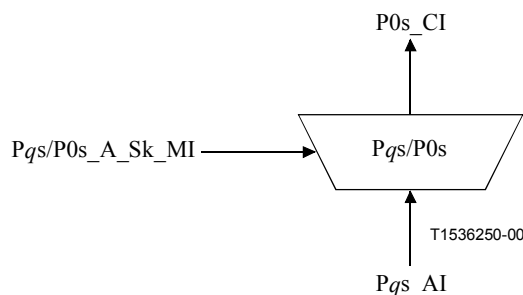 P0s_CI
Pqs/P0s_A_Sk_MI
Pqs/P0s
T1536250-00
Pqs_AI